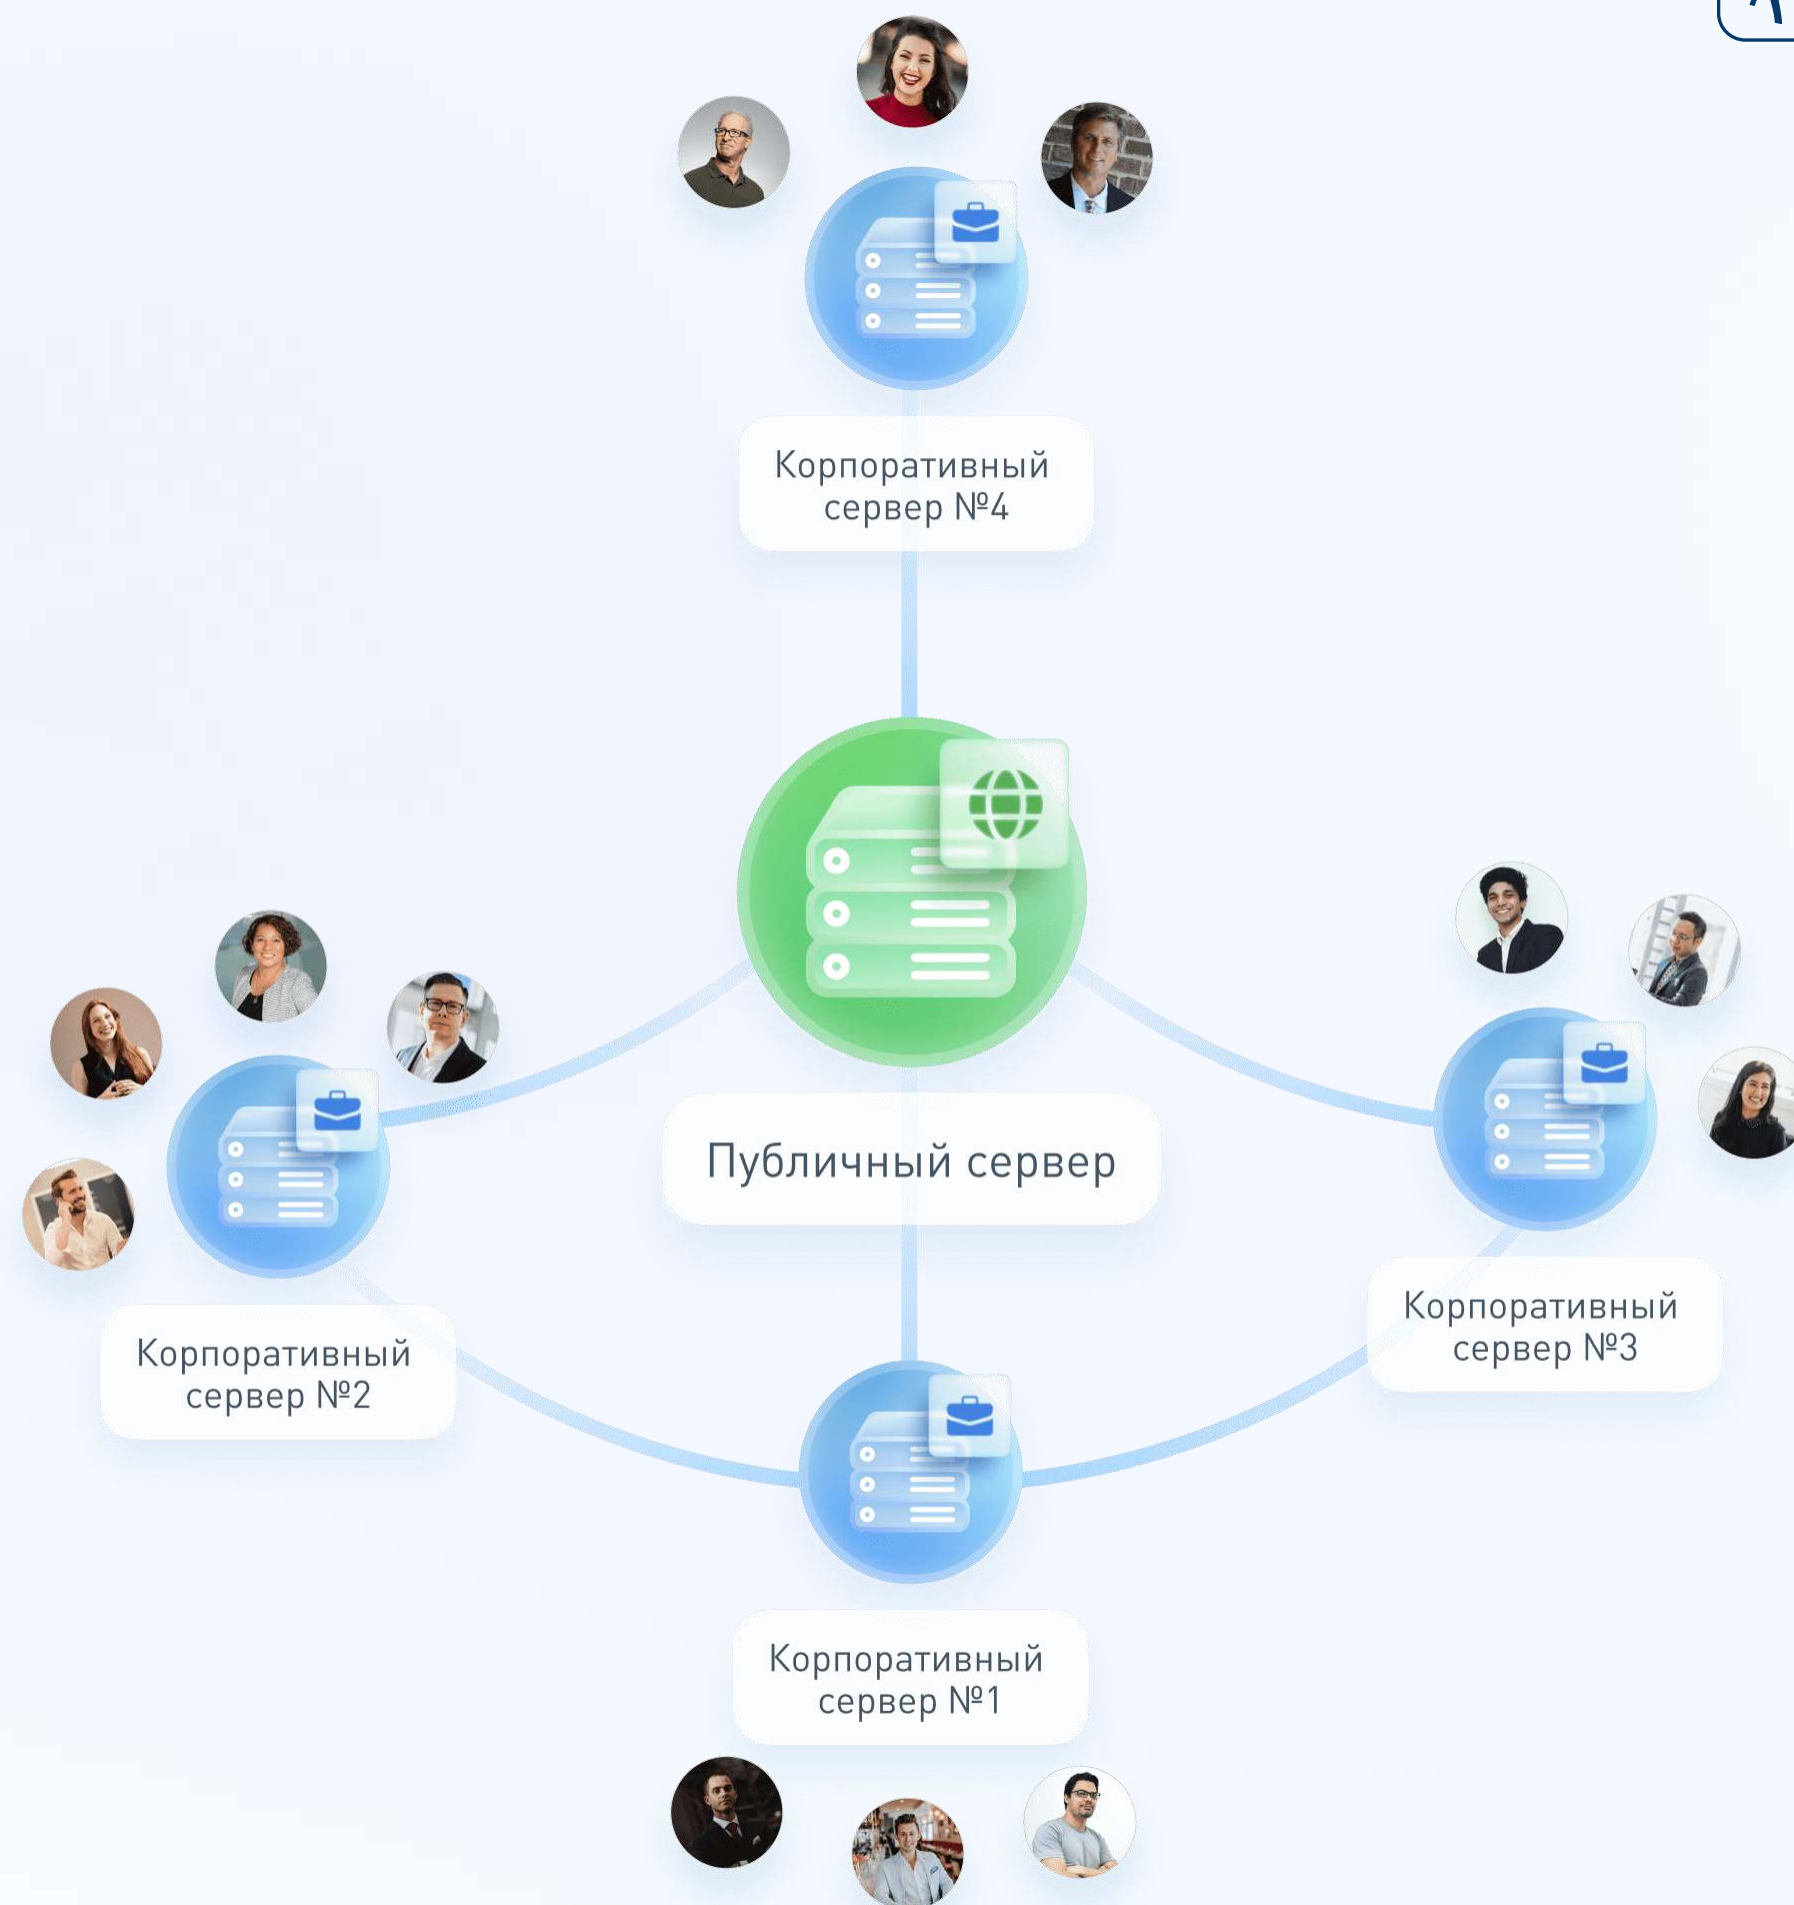 Корпоративный
сервер №4
Публичный сервер
Корпоративный
сервер №3
Корпоративный
сервер №2
Корпоративный
сервер №1